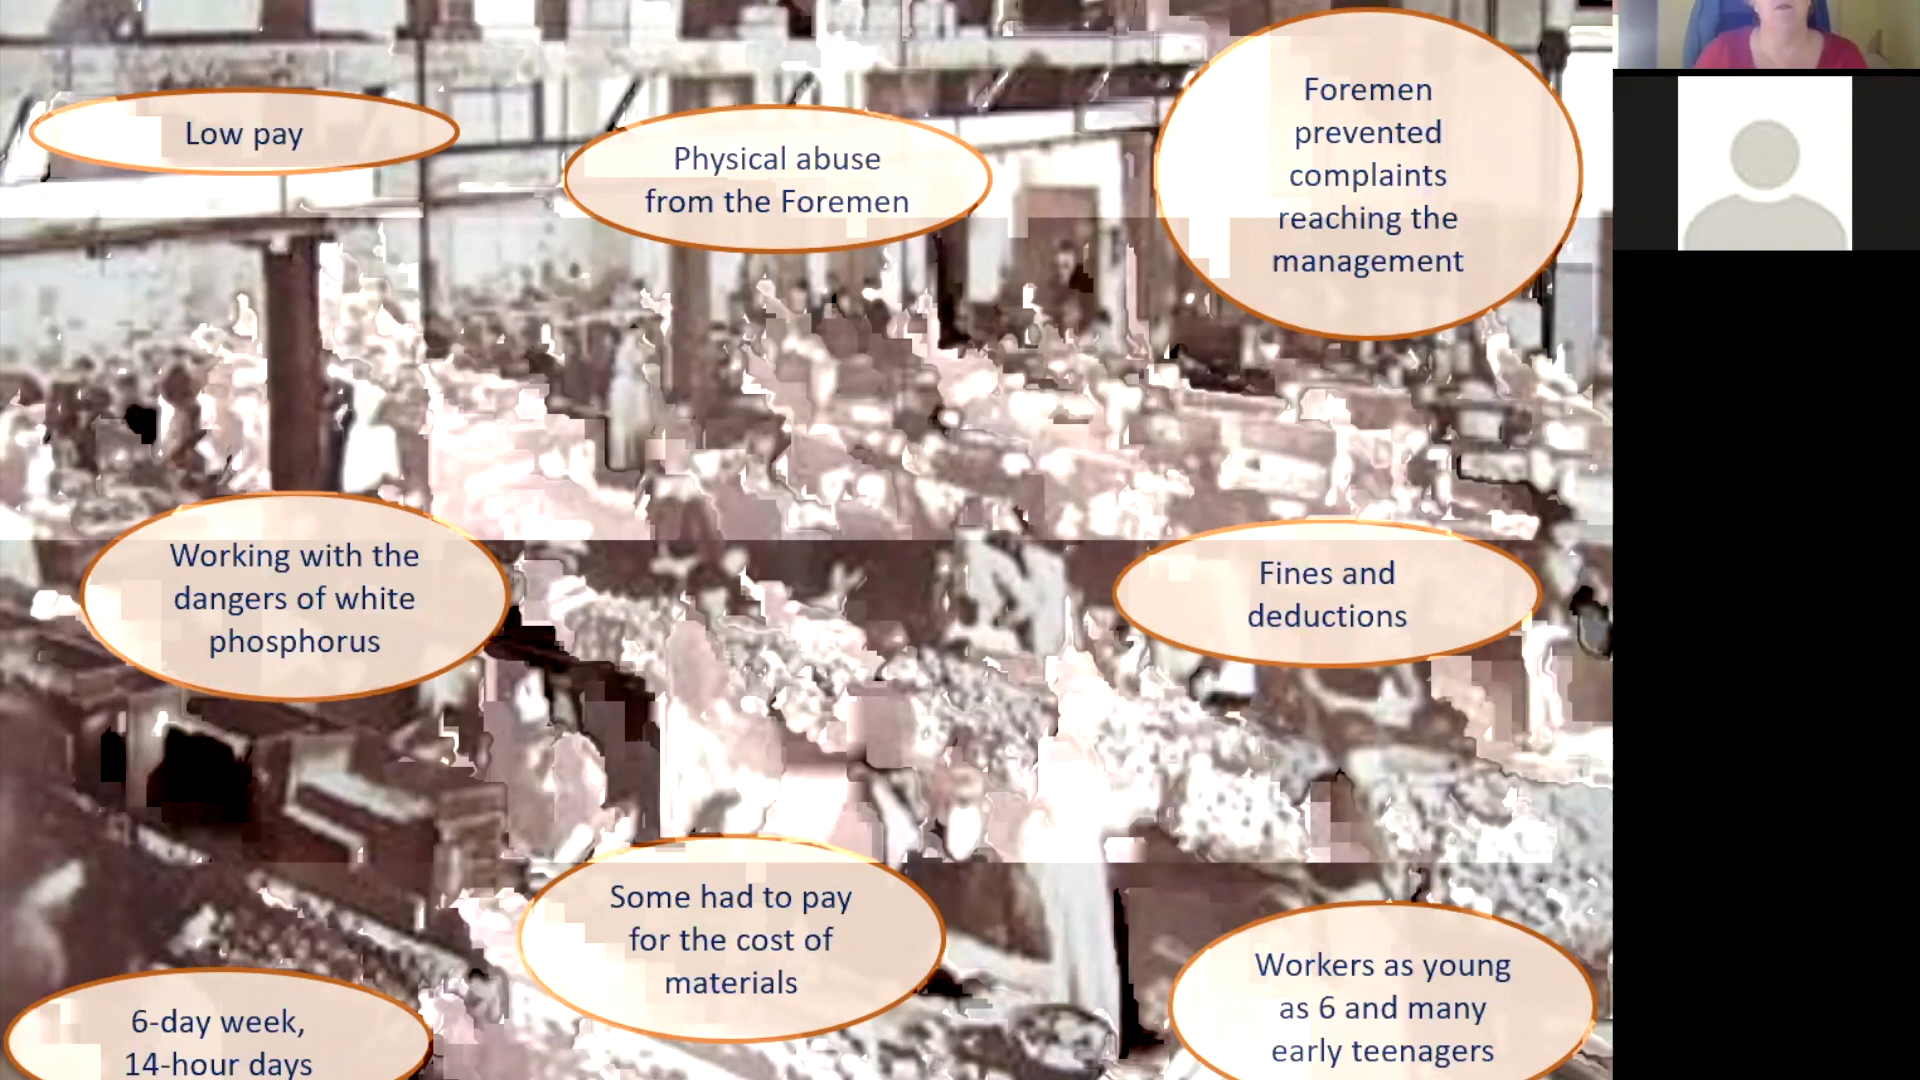 Low pay
Physical abuse
from the Foremen
Foremen
prevented
complaints
reaching the
management
Working with the
dangers of white
phosphorus
Fines and
deductions
Some had to pay
for the cost of
materials
6-day week,
14-hour days
Workers as young
as 6 and many
early teenagers